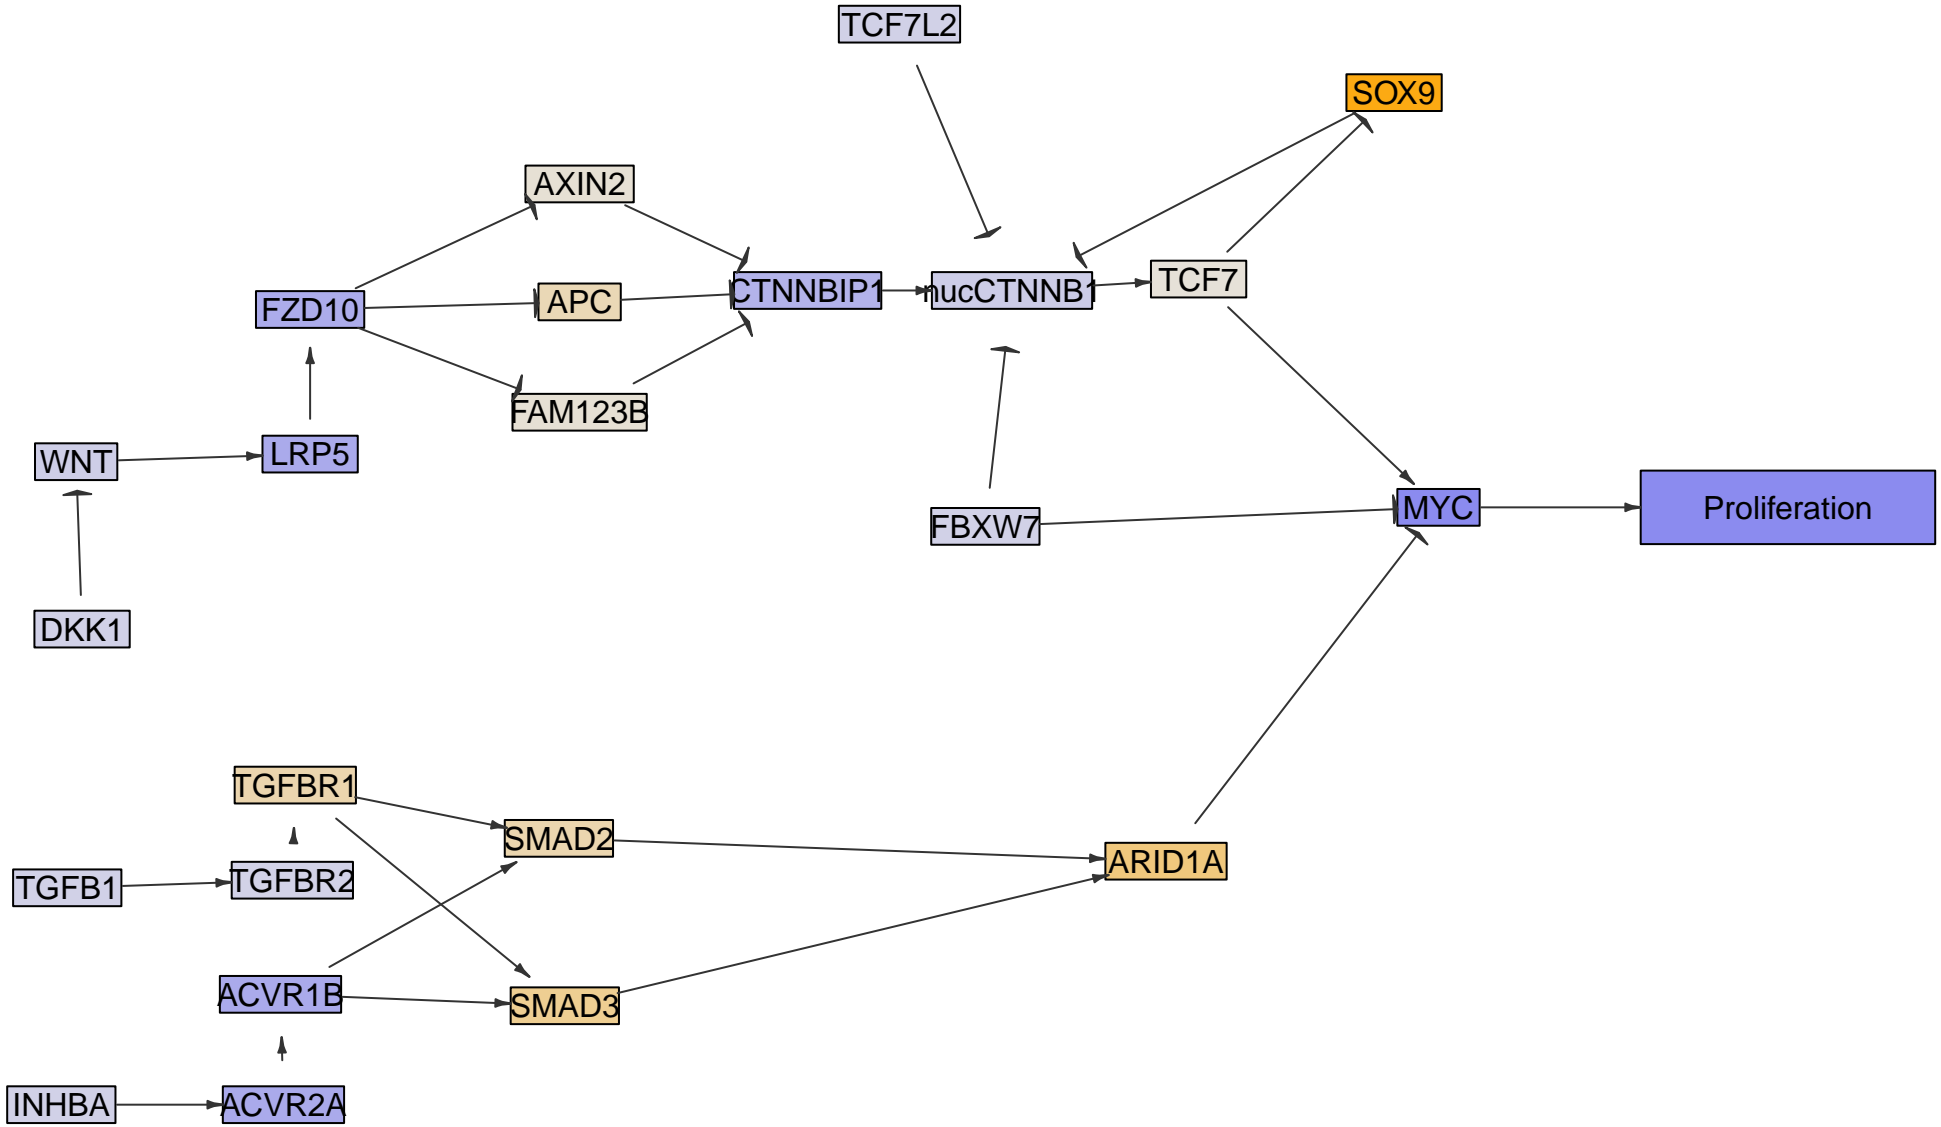 TCF7L2
SOX9
AXIN2
TCF7
CTNNBIP1
nucCTNNB1
APC
FZD10
FAM123B
LRP5
WNT
MYC
Proliferation
FBXW7
DKK1
TGFBR1
SMAD2
ARID1A
TGFBR2
TGFB1
ACVR1B
SMAD3
INHBA
ACVR2A